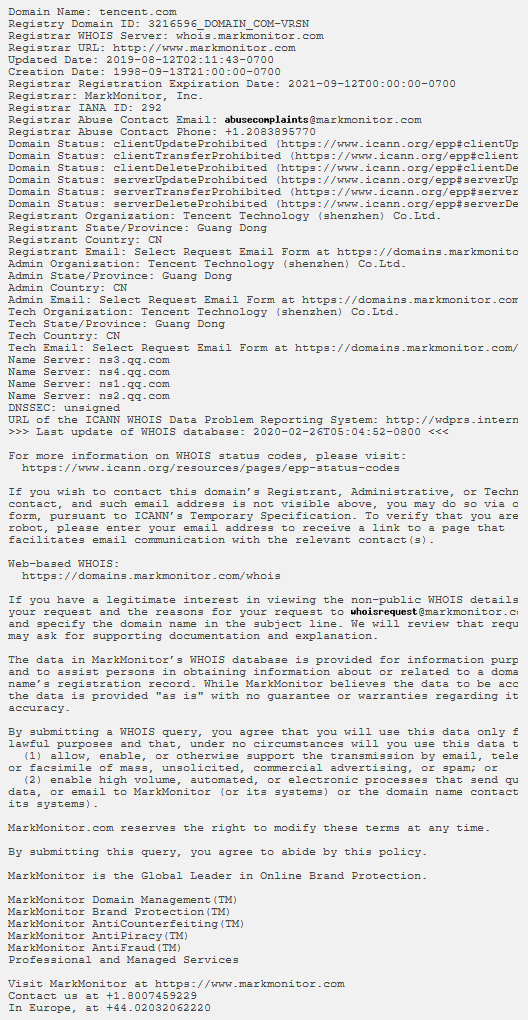 Domain Name: tencent.com
Registry Domain ID: 3216596_DOMAIN_COM-VRSN
Registrar WHOIS Server: whois.markmonitor.com
Registrar URL: http://www.markmonitor.com
Updated Date: 2019-08-12T02:11:43-0700
Creation Date: 1998-09-13T21:00:00-0700
Registrar Registration Expiration Date: 2021-09-12T00:00:00-0700
Registrar: MarkMonitor, Inc.
Registrar IANA ID: 292
Registrar Abuse Contact Email: abusecomplaints@markmonitor.com
Registrar Abuse Contact Phone: +1.2083895770
Domain Status: clientUpdateProhibited (https://www.icann.org/epp#clientUp
Domain Status: clientTransferProhibited (https://www.icann.org/epp#client
Domain Status: clientDeleteProhibited (https://www.icann.org/epp#clientDe
Domain Status: serverUpdateProhibited (https://www.icann.org/epp#serverUp
Domain Status: serverTransferProhibited (https://www.icann.org/epp#server
Domain Status: serverDeleteProhibited (https://www.icann.org/epp#serverDe
Registrant Organization: Tencent Technology (shenzhen) Co.Ltd.
Registrant State/Province: Guang Dong
Registrant Country: CN
Registrant Email: Select Request Email Form at https://domains.markmonito
Admin Organization: Tencent Technology (shenzhen) Co.Ltd.
Admin State/Province: Guang Dong
Admin Country: CN
Admin Email: Select Request Email Form at https://domains.markmonitor.com
Tech Organization: Tencent Technology (shenzhen) Co.Ltd.
Tech State/Province: Guang Dong
Tech Country: CN
Tech Email: Select Request Email Form at https://domains.markmonitor.com/
Name Server: ns3.qq.com
Name Server: ns4.qq.com
Name Server: ns1.qq.com
Name Server: ns2.qq.com
DNSSEC: unsigned
URL of the ICANN WHOIS Data Problem Reporting System: http://wdprs.intern
>>> Last update of WHOIS database: 2020-02-26T05:04:52-0800 <<<
For more information on WHOIS status codes, please visit:
https://www.icann.org/resources/pages/epp-status-codes
If you wish to contact this domain’s Registrant, Administrative, or Techn
contact, and such email address is not visible above, you may do so via o
form, pursuant to ICANN’s Temporary Specification. To verify that you are
robot, please enter your email address to receive a link to a page that
facilitates email communication with the relevant contact(s).
Web-based WHOIS:
https://domains.markmonitor.com/whois
If you have a legitimate interest in viewing the non-public WHOIS details
your request and the reasons for your request to whoisrequest@markmonitor.co
and specify the domain name in the subject line. We will review that requ
may ask for supporting documentation and explanation.
The data in MarkMonitor’s WHOIS database is provided for information purp
and to assist persons in obtaining information about or related to a doma
name’s registration record. While MarkMonitor believes the data to be acc
the data is provided "as is" with no guarantee or warranties regarding it
accuracy.
By submitting a WHOIS query, you agree that you will use this data only f
lawful purposes and that, under no circumstances will you use this data t
(1) allow, enable, or otherwise support the transmission by email, tele
or facsimile of mass, unsolicited, commercial advertising, or spam; or
(2) enable high volume, automated, or electronic processes that send qu
data, or email to MarkMonitor (or its systems) or the domain name contact
its systems).
MarkMonitor.com reserves the right to modify these terms at any time.
By submitting this query, you agree to abide by this policy.
MarkMonitor is the Global Leader in Online Brand Protection.
MarkMonitor Domain Management(TM)
MarkMonitor Brand Protection(TM)
MarkMonitor AntiCounterfeiting(TM)
MarkMonitor AntiPiracy(TM)
MarkMonitor AntiFraud(TM)
Professional and Managed Services
Visit MarkMonitor at https://www.markmonitor.com
Contact us at +1.8007459229
In Europe, at +44.02032062220